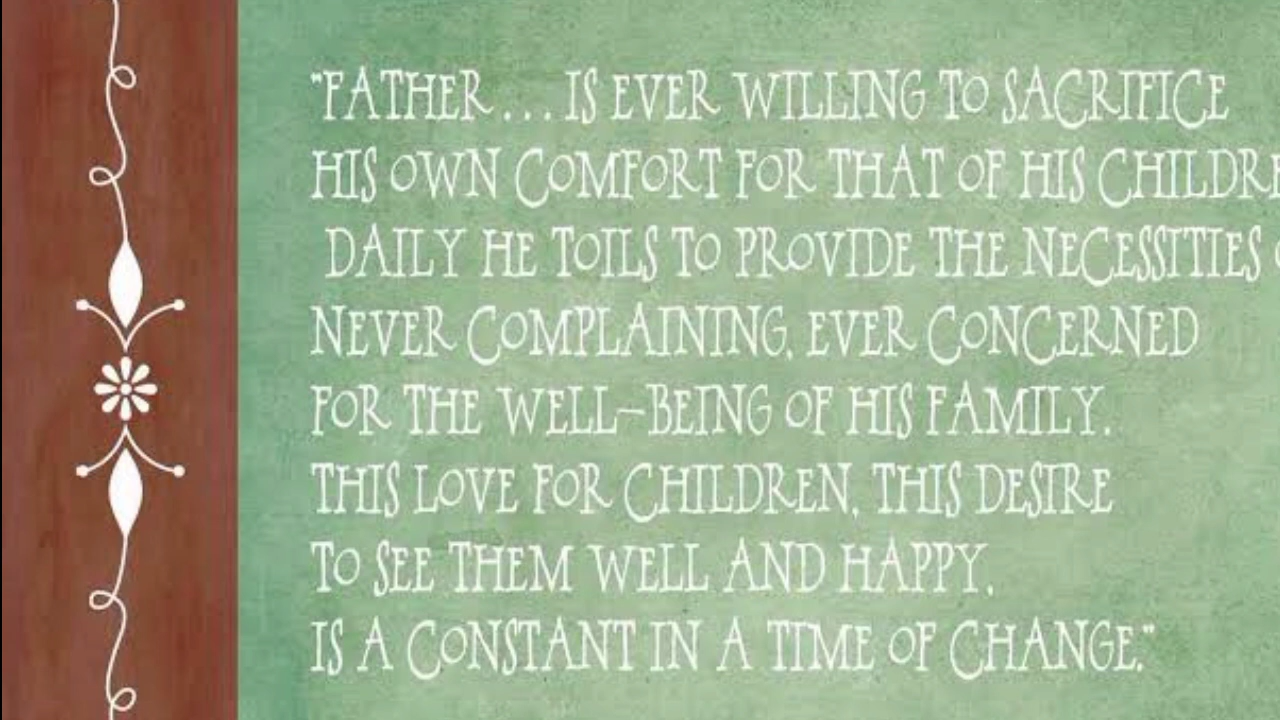 "FATHER . . . IS EVER WILLING TO SACRIFICE
HIS OWN COMFORT FOR THAT OF HIS
DAILY HE TOILS TO PROVIDE THE NECESSITIES
NEVER COMPLAINING, EVER CONCERNED
FOR THE WELL-BEING OF HIS FAMILY.
THIS LOVE FOR CHILDREN, THIS DESIRE
TO SEE THEM WELL AND HAPPY,
IS A CONSTANT IN A TIME OF CHANGE."